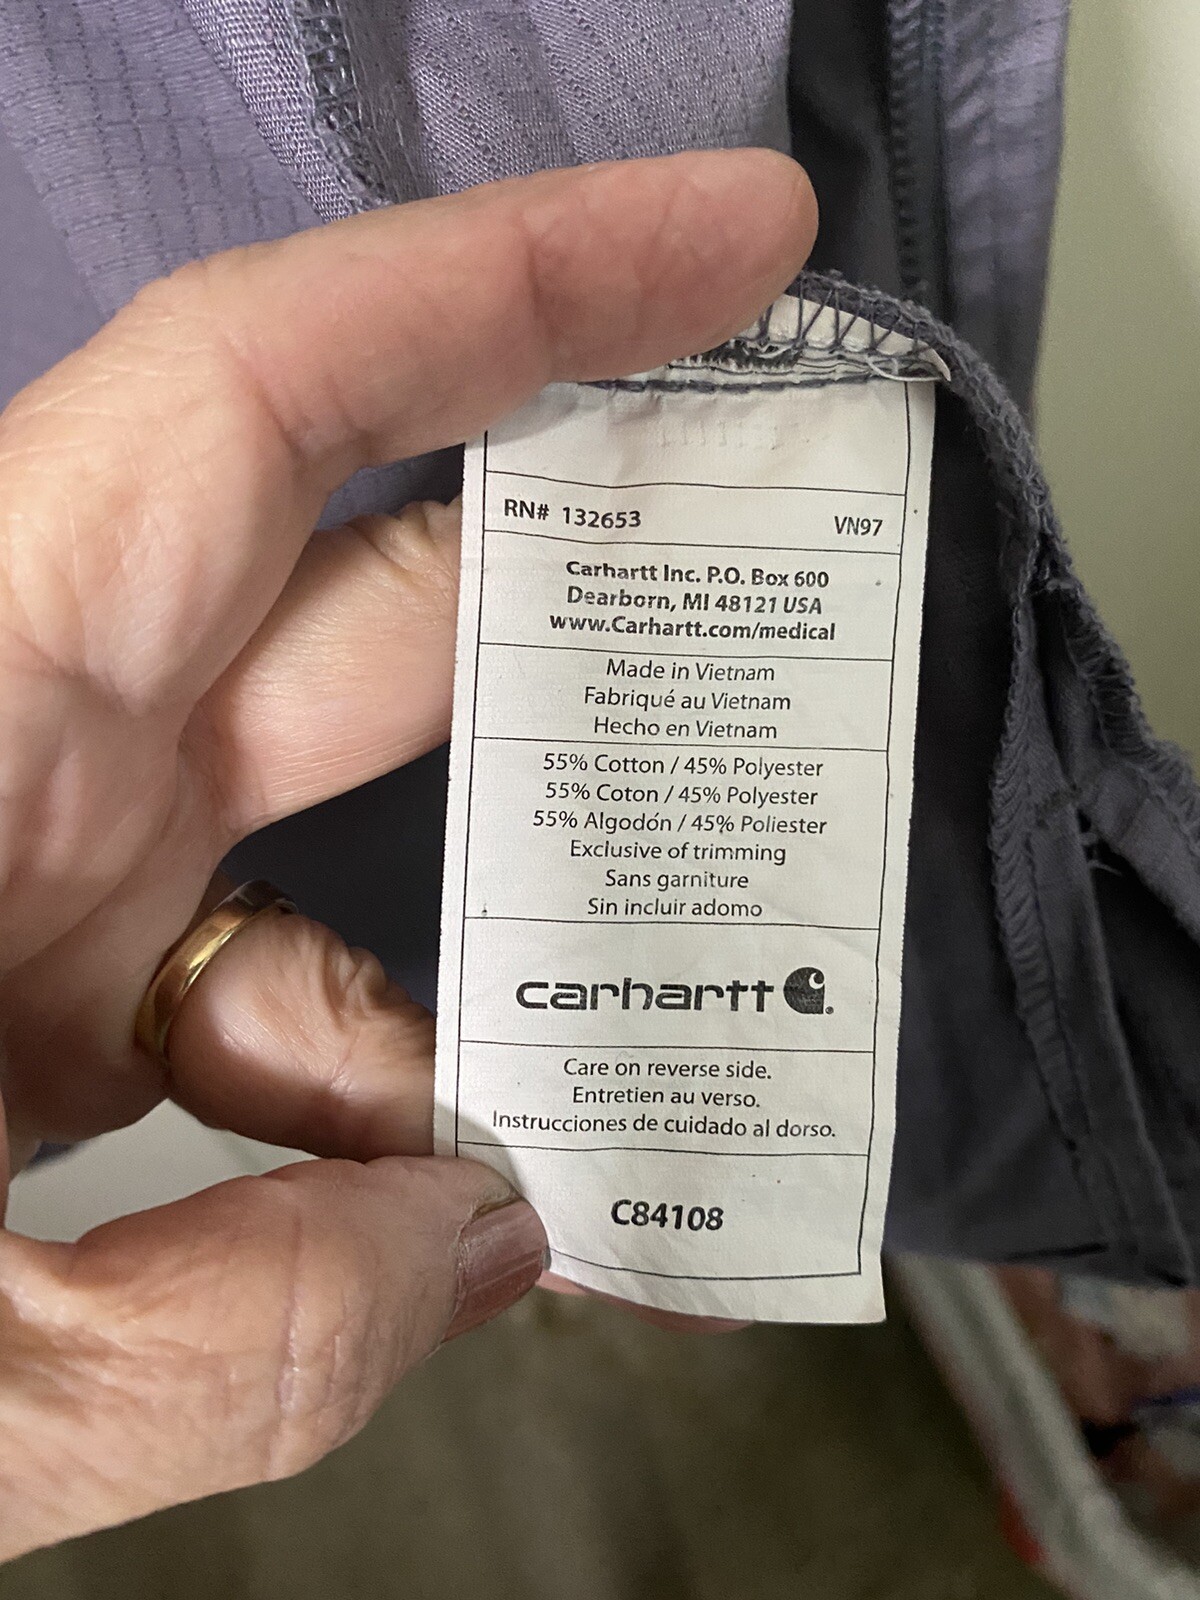 RN# 132653 VN97
Carhartt Inc. P.O. Box 600
Dearborn, MI 48121 USA
www.Carhartt.com/medical
Made in Vietnam
Fabriqué au Vietnam
Hecho en Vietnam
55% Cotton / 45% Polyester
55% Coton / 45% Polyester
55% Algodón / 45% Poliester
Exclusive of trimming
Sans garniture
Sin incluir adomo
carhartt
Care on reverse side.
Entretien au verso.
Instrucciones de cuidado al dorso.
C84108